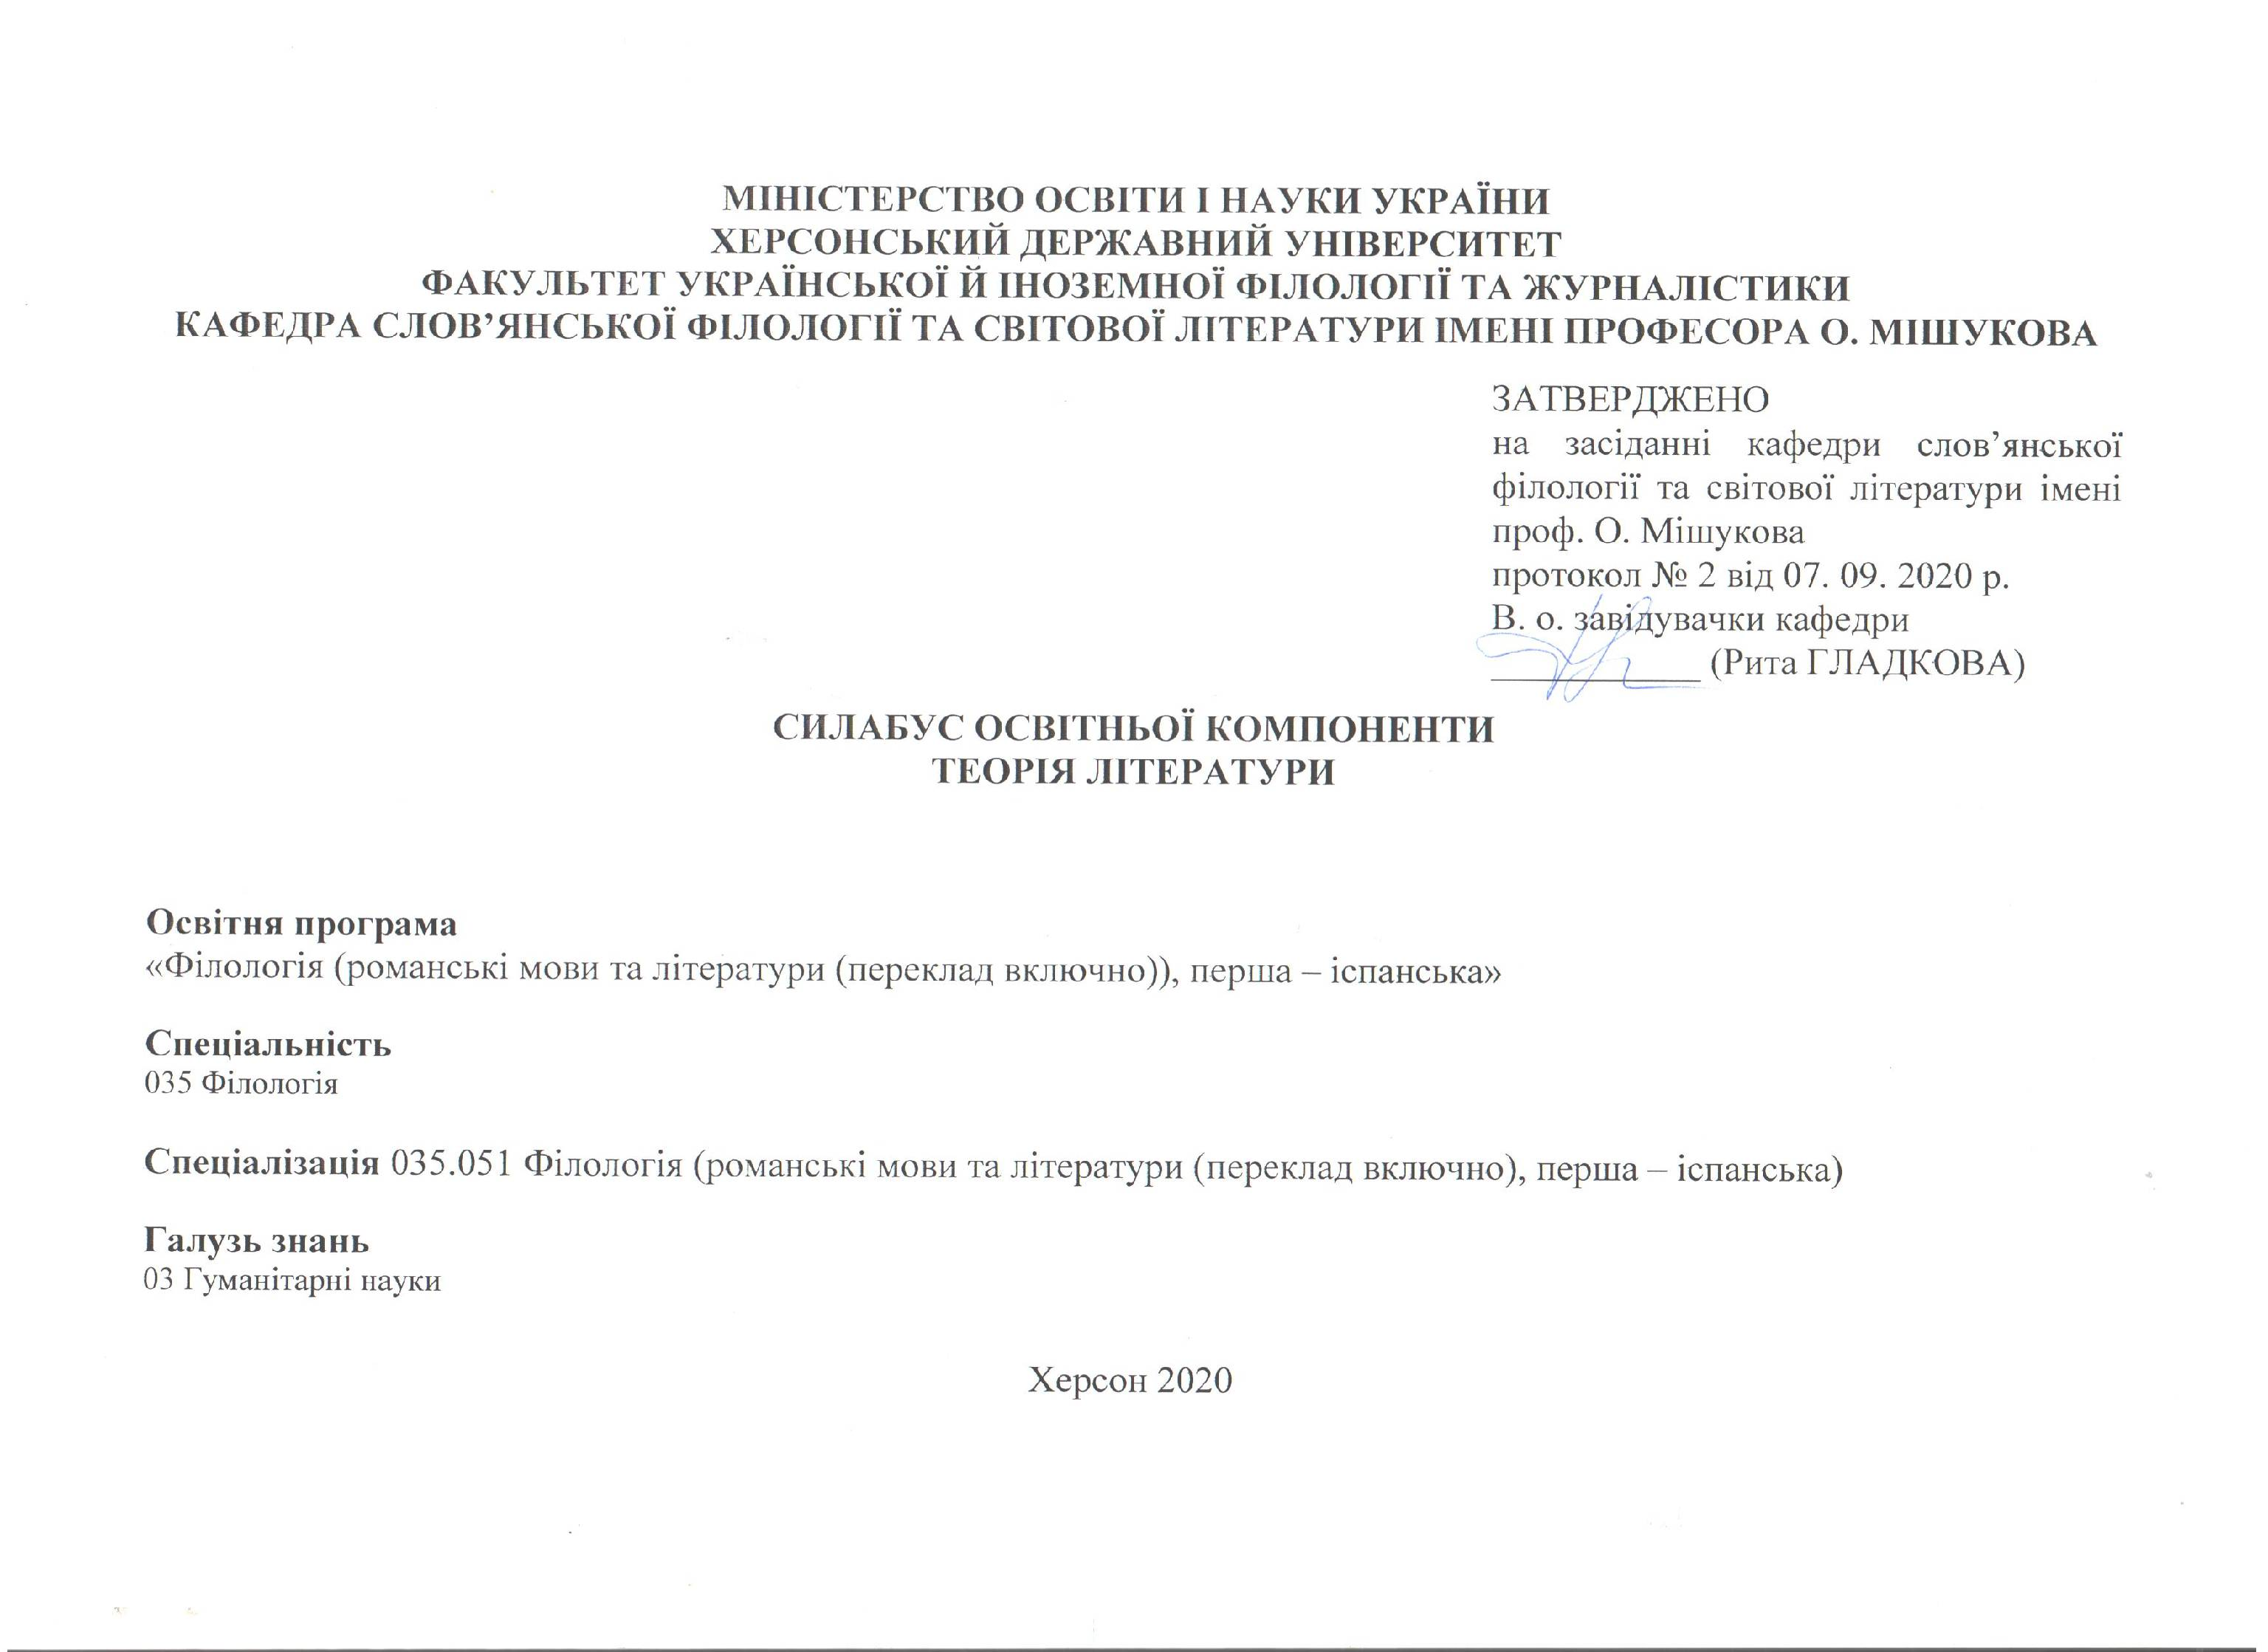 МІНІСТЕРСТВО ОСВІТИ І НАУКИ УКРАЇНИ
ХЕРСОНСЬКИЙ ДЕРЖАВНИЙ УНІВЕРСИТЕТ
ФАКУЛЬТЕТ УКРАЇНСЬКОЇ Й ІНОЗЕМНОЇ ФІЛОЛОГІЇ ТА ЖУРНАЛІСТИКИ
КАФЕДРА СЛОВ’ЯНСЬКОЇ ФІЛОЛОГІЇ ТА СВІТОВОЇ ЛІТЕРАТУРИ ІМЕНІ ПРОФЕСОРА О. МІШУКОВА
ЗАТВЕРДЖЕНО
на засіданні кафедри слов’янської
філології та світової літератури імені
проф. О. Мішукова
протокол № 2 від 07. 09. 2020 р.
В. о. завідувачки кафедри
___________ (Рита ГЛАДКОВА)
СИЛАБУС ОСВІТНЬОЇ КОМПОНЕНТИ
ТЕОРІЯ ЛІТЕРАТУРИ
Освітня програма
«Філологія (романські мови та літератури (переклад включно)), перша – іспанська»
Спеціальність
035 Філологія
Спеціалізація 035.051 Філологія (романські мови та літератури (переклад включно), перша – іспанська)
Галузь знань
03 Гуманітарні науки
Херсон 2020